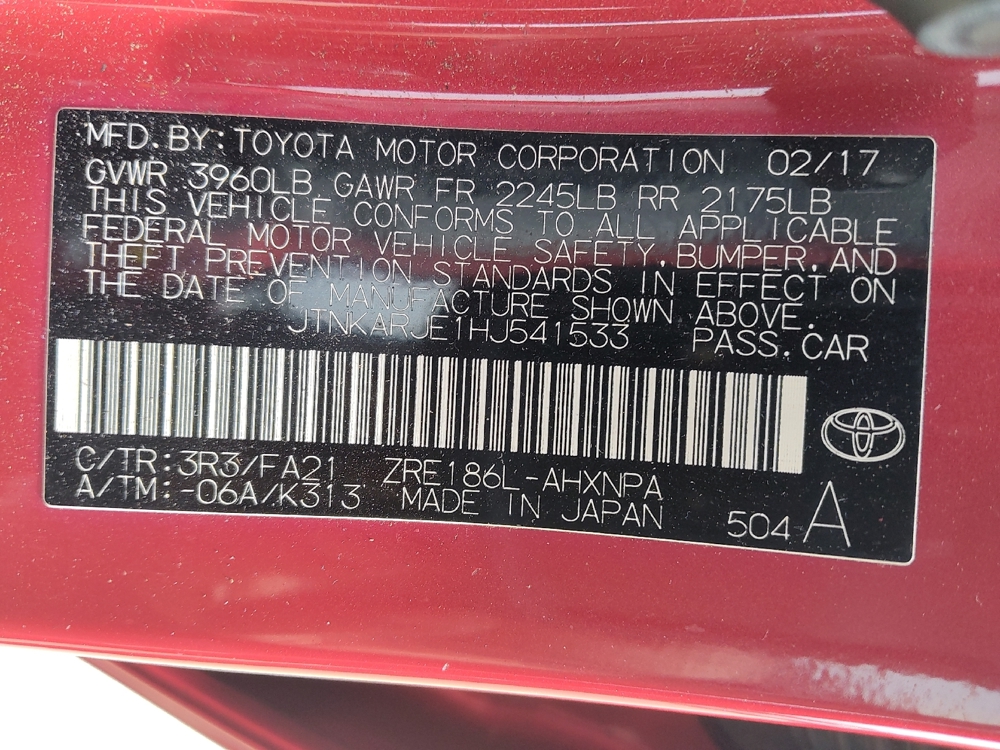 MFD. BY: TOYOTA MOTOR CORPORATION 02/17
GVWR 3960LB GAWR FR 2245LB RR 2175LB
THIS VEHICLE CONFORMS TO ALL APPLICABLE
FEDERAL MOTOR VEHICLE SAFETY, BUMPER, AND
THEFT PREVENTION STANDARDS IN EFFECT ON
THE DATE OF MANUFACTURE SHOWN ABOVE.
JTNKARJE1HJ541533 PASS. CAR
C/TR: 3R3/FA21 ZRE186L-AHXNPA
A/TM: -06A/K313 MADE IN JAPAN
504 A